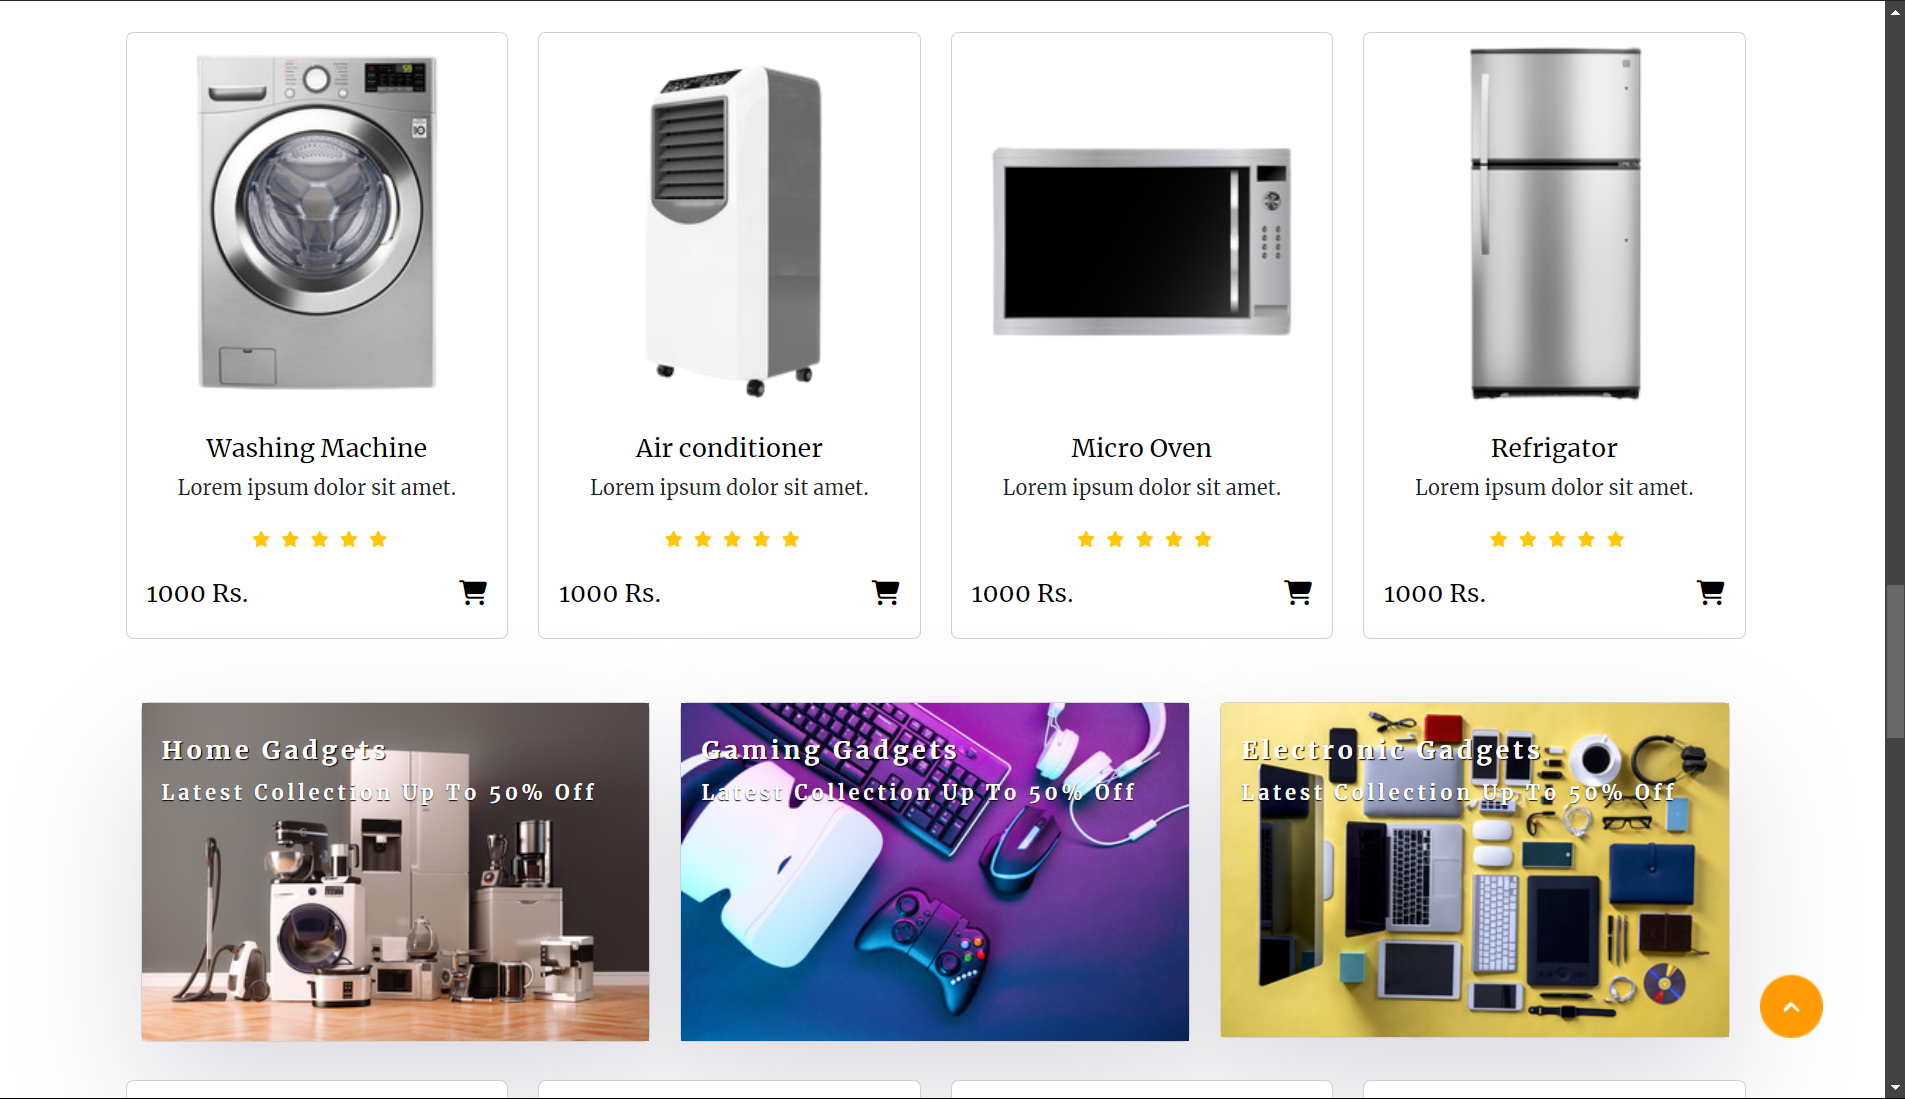 Washing Machine
Lorem ipsum dolor sit amet.
1000 Rs.
Air conditioner
Lorem ipsum dolor sit amet.
1000 Rs.
Micro Oven
Lorem ipsum dolor sit amet.
1000 Rs.
Refrigator
Lorem ipsum dolor sit amet.
1000 Rs.
Home Gadgets
Latest Collection Up To 50% Off
Gaming Gadgets
Latest Collection Up To 50% Off
Electronic Gadgets
Latest Collection Up To 50% Off